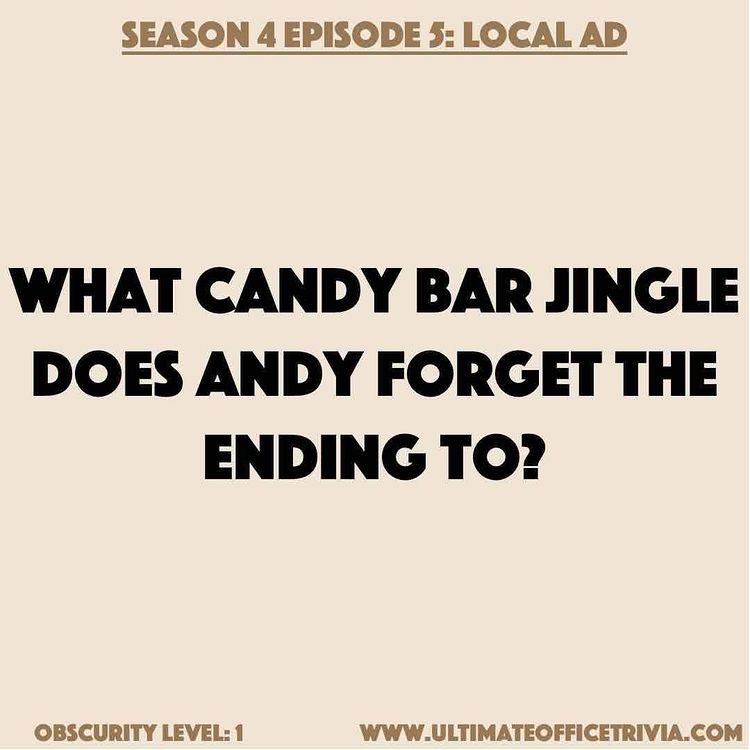 SEASON 4 EPISODE 5: LOCAL AD
WHAT CANDY BAR JINGLE
DOES ANDY FORGET THE
ENDING TO?
OBSCURITY LEVEL: 1
WWW.ULTIMATEOFFICETRIVIA.COM